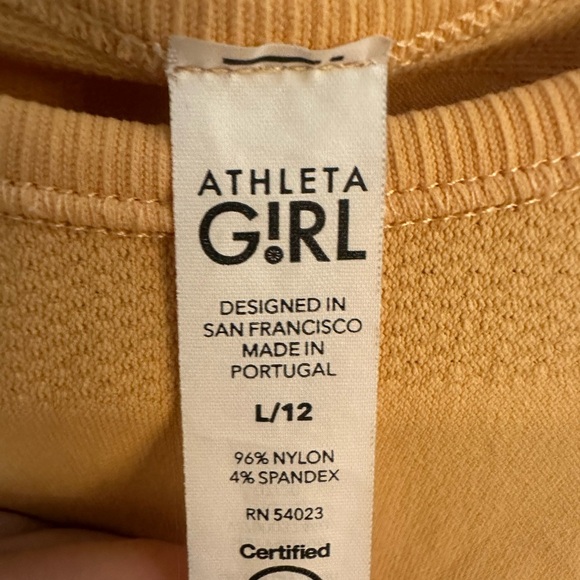 ATHLETA
G!RL
DESIGNED IN
SAN FRANCISCO
MADE IN
PORTUGAL
L/12
96% NYLON
4% SPANDEX
RN 54023
Certified